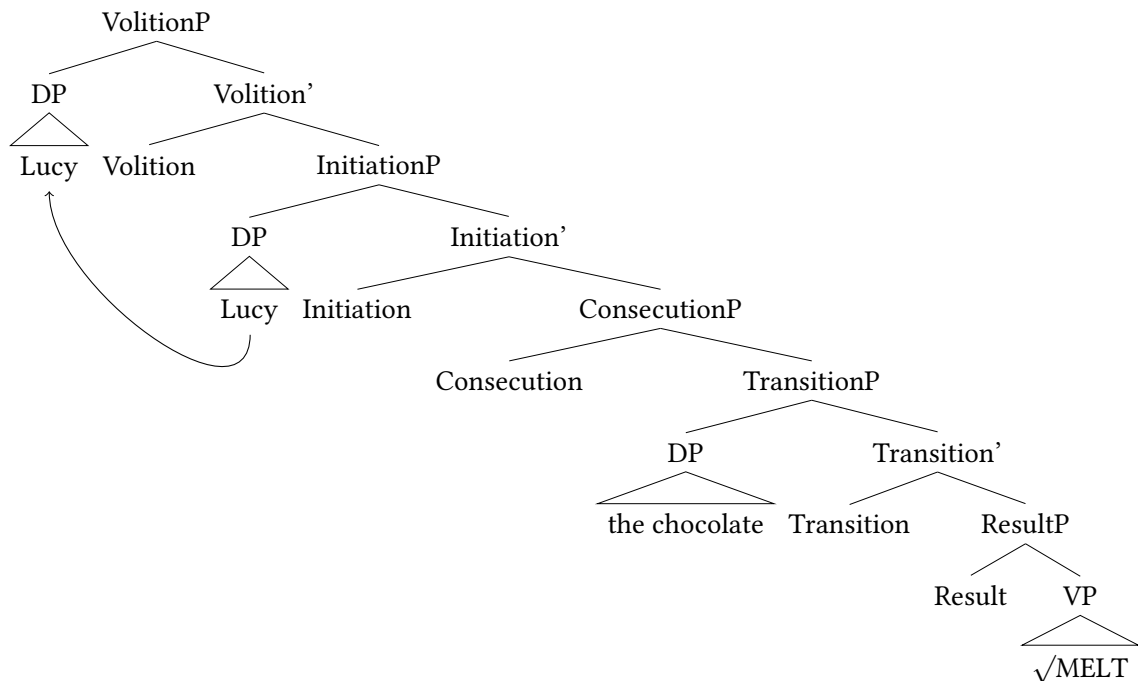 VolitionP
DP Volition’
Lucy Volition InitiationP
DP Initiation’
Lucy Initiation ConsecutionP
Consecution TransitionP
DP Transition’
the chocolate Transition ResultP
Result VP
√MELT